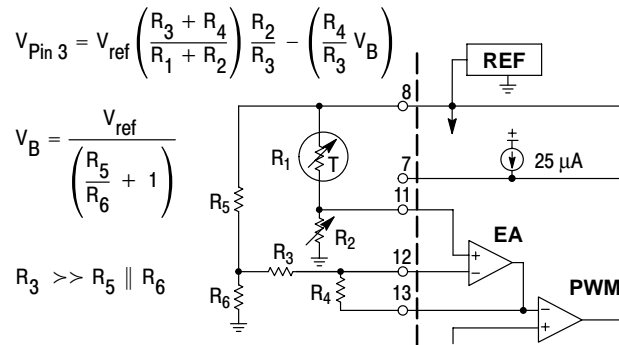 V_Pin 3 = V_ref ( (R_3 + R_4) / (R_1 + R_2) ) R_2 / R_3 − ( R_4 / R_3 V_B )
V_B = V_ref / ( R_5 / R_6 + 1 )
R_3 >> R_5 ∥ R_6
REF
8
R_1
T
7
25 μA
11
R_5
R_2
EA
+
−
R_3
12
R_6
R_4
13
PWM
−
+